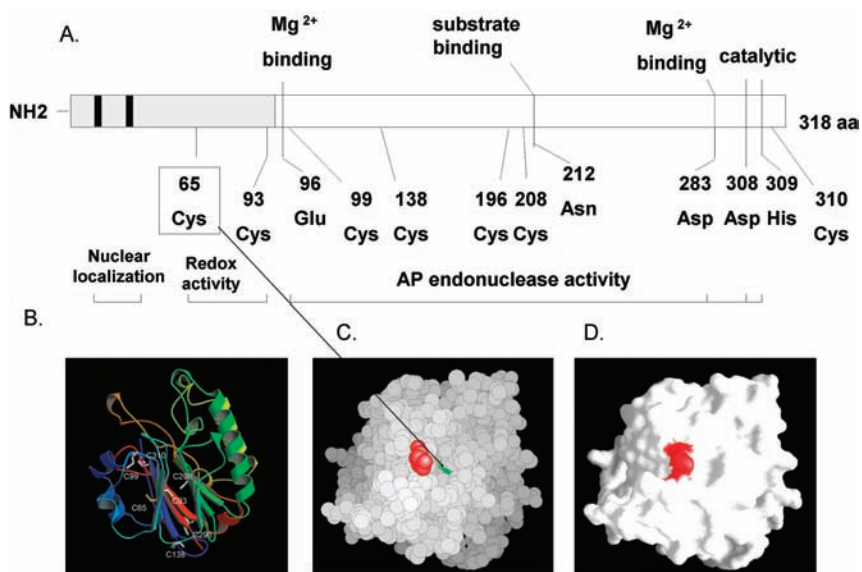 A.
Mg 2+
binding
substrate
binding
Mg 2+
binding
catalytic
NH2
318 aa
65
Cys
93
Cys
96
Glu
99
Cys
138
Cys
196
Cys
208
Cys
212
Asn
283
Asp
308
Asp
309
His
310
Cys
Nuclear
localization
Redox
activity
AP endonuclease activity
B.
C.
D.
C310
C99
C93
C65
C138